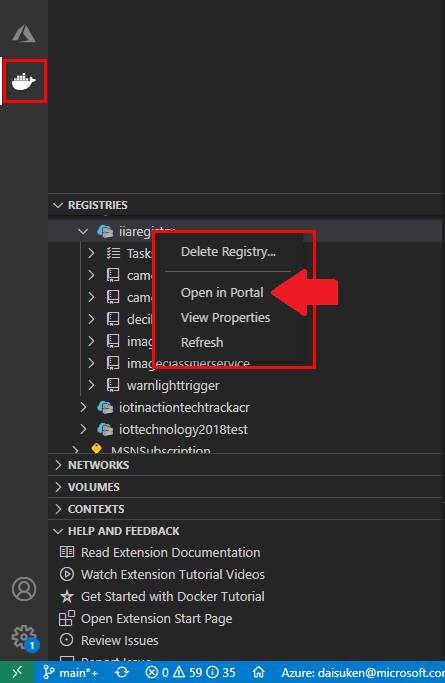 REGISTRIES
iiaregistry
Delete Registry...
Task
came
Open in Portal
came
View Properties
decil
imag
Refresh
imageclassifierservice
warnlighttrigger
iotinactiontechtrackacr
iottechnology2018test
MSNSubscription
NETWORKS
VOLUMES
CONTEXTS
HELP AND FEEDBACK
Read Extension Documentation
Watch Extension Tutorial Videos
Get Started with Docker Tutorial
Open Extension Start Page
Review Issues
Report Issue
1
main*+ 0 59 35 Azure: daisuken@microsoft.co